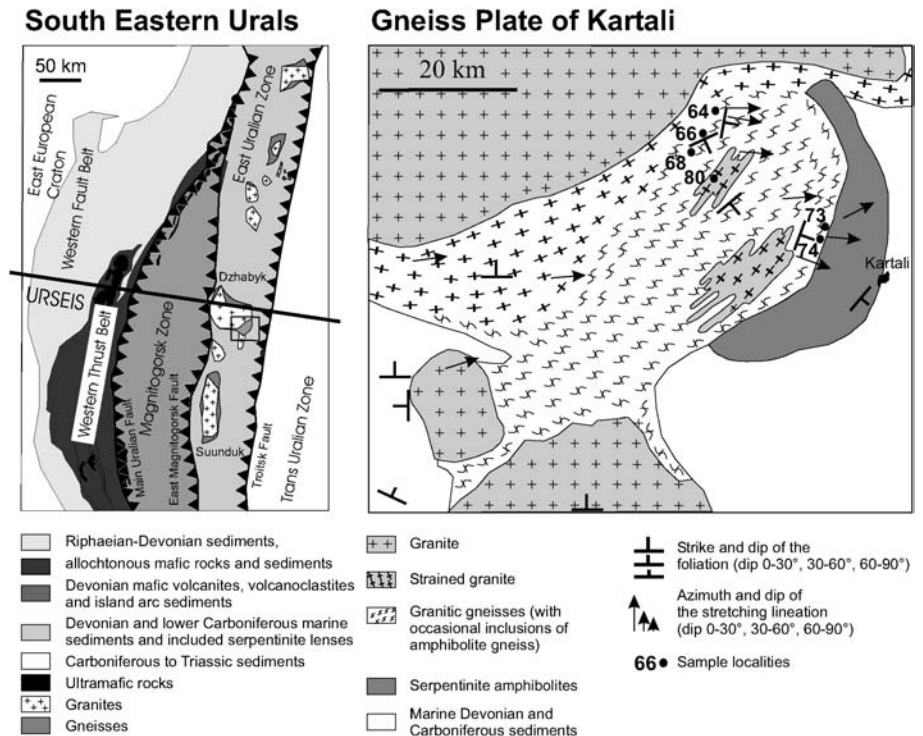 South Eastern Urals
50 km
East European
Craton
Western Fault Belt
East Uralian Zone
Dzhabyk
URSEIS
Western Thrust Belt
Magnitogorsk Zone
Main Uralian Fault
East Magnitogorsk Fault
Suunduk
Troitsk Fault
Trans Uralian Zone
Riphaeian-Devonian sediments,
allochtonous mafic rocks and sediments
Devonian mafic volcanites, volcanoclastites
and island arc sediments
Devonian and lower Carboniferous marine
sediments and included serpentinite lenses
Carboniferous to Triassic sediments
Ultramafic rocks
Granites
Gneisses
Gneiss Plate of Kartali
20 km
64
66
68
80
73
74
Kartali
Granite
Strained granite
Granitic gneisses (with
occasional inclusions of
amphibolite gneiss)
Serpentinite amphibolites
Marine Devonian and
Carboniferous sediments
Strike and dip of the
foliation (dip 0-30°, 30-60°, 60-90°)
Azimuth and dip of
the stretching lineation
(dip 0-30°, 30-60°, 60-90°)
66 Sample localities